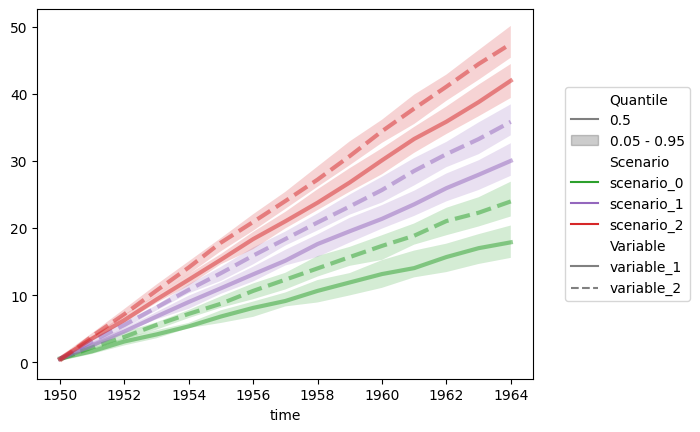 50
40
30
20
10
0
1950 1952 1954 1956 1958 1960 1962 1964
time
Quantile
0.5
0.05 - 0.95
Scenario
scenario_0
scenario_1
scenario_2
Variable
variable_1
variable_2